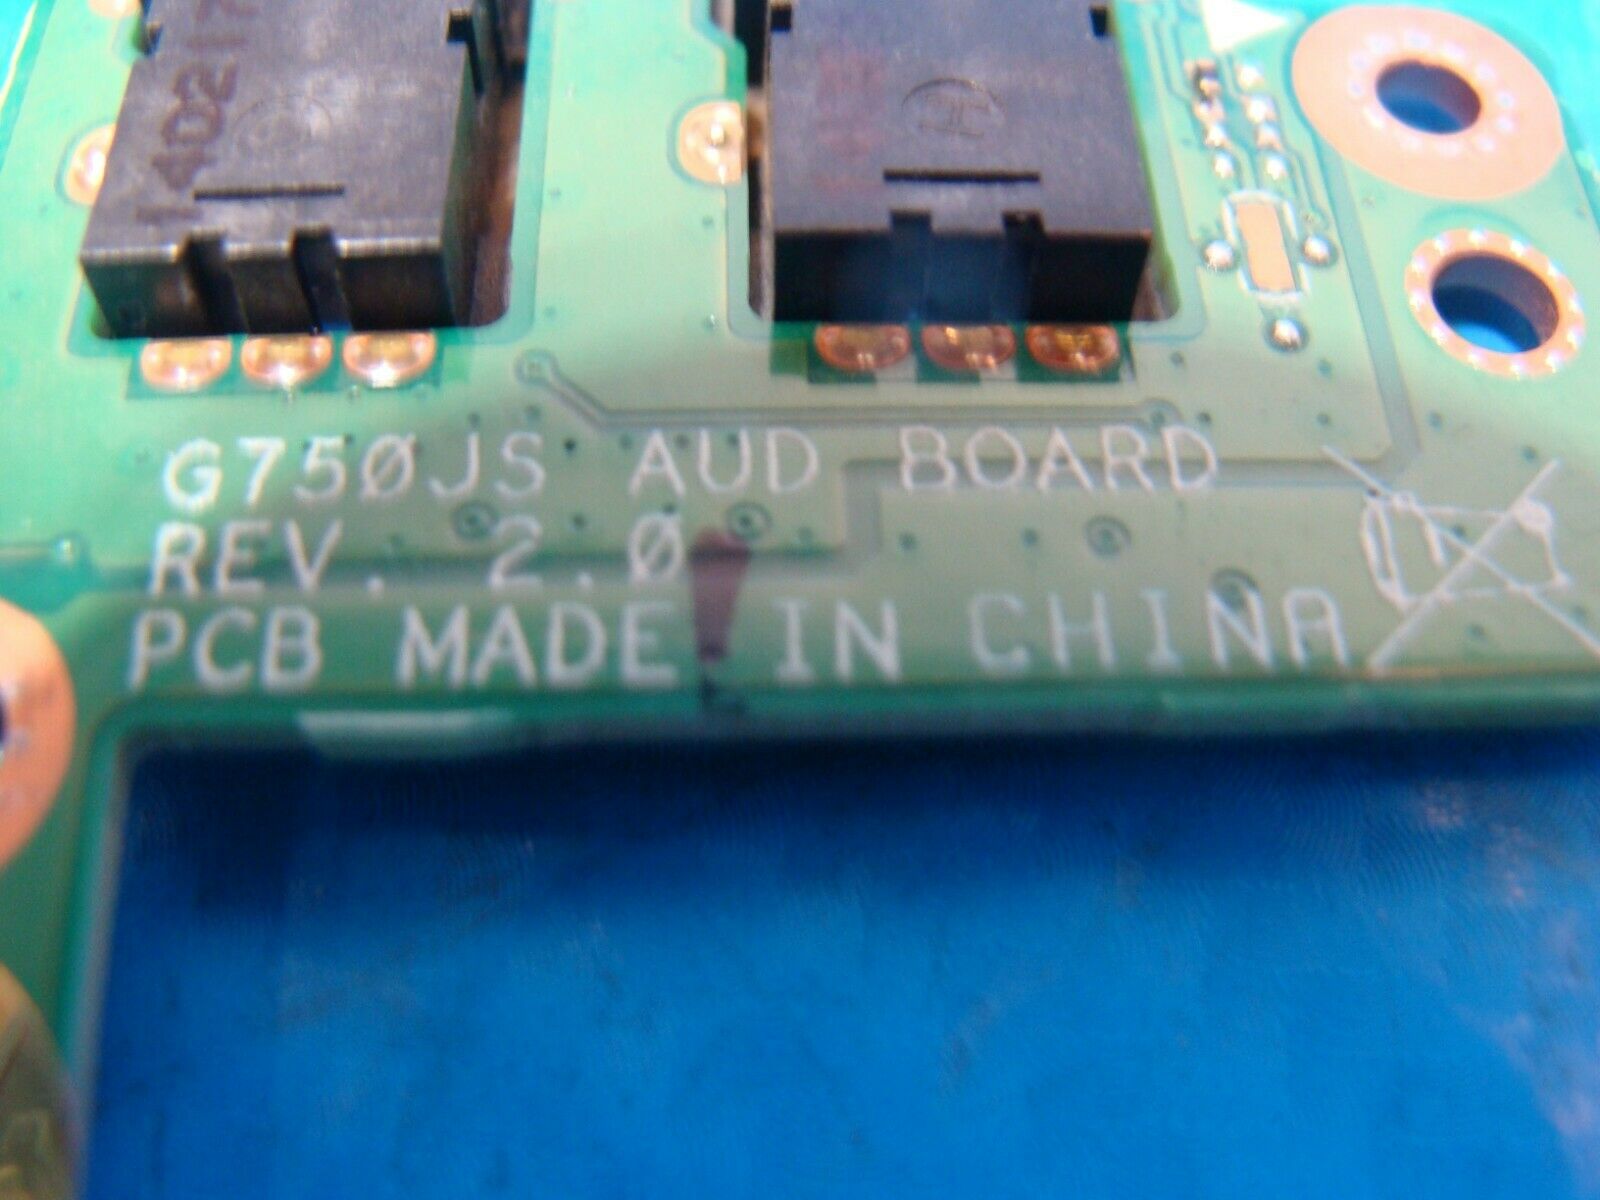 G750JS AUD BOARD
REV. 2.0
PCB MADE IN CHINA